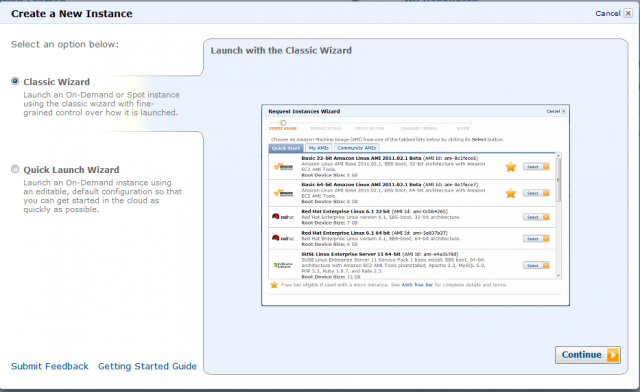 Create a New Instance
Cancel
Select an option below:
Classic Wizard
Launch an On-Demand or Spot instance
using the classic wizard with fine-
grained control over how it is launched.
Quick Launch Wizard
Launch an On-Demand instance using
an editable, default configuration so that
you can get started in the cloud as
quickly as possible.
Submit Feedback Getting Started Guide
Launch with the Classic Wizard
Request Instances Wizard
Cancel
CHOOSE AN AMI INSTANCE DETAILS CREATE KEY PAIR CONFIGURE FIREWALL REVIEW
Choose an Amazon Machine Image (AMI) from one of the tabbed lists below by clicking its Select button.
Quick Start My AMIs Community AMIs
Basic 32-bit Amazon Linux AMI 2011.02.1 Beta (AMI Id: ami-8c1fece5)
Amazon Linux AMI Base 2011.02.1, EBS boot, 32-bit architecture with Amazon
EC2 AMI Tools.
Root Device Size: 8 GB
Select
Basic 64-bit Amazon Linux AMI 2011.02.1 Beta (AMI Id: ami-8e1fece7)
Amazon Linux AMI Base 2011.02.1, EBS boot, 64-bit architecture with Amazon
EC2 AMI Tools.
Root Device Size: 8 GB
Select
redhat
Red Hat Enterprise Linux 6.1 32 bit (AMI Id:
Red Hat Enterprise Linux 6.1, EBS-boot, 32-bit architecture.
Root Device Size: 7 GB
Select
redhat
Red Hat Enterprise Linux 6.1 64 bit (AMI Id: ami-5e837b37)
Red Hat Enterprise Linux 6.1, EBS-boot, 64-bit architecture.
Root Device Size: 6 GB
Select
SUSE Linux Enterprise Server 11 64-bit (AMI Id: ami-e4a3578d)
SUSE Linux Enterprise Server 11 Service Pack 1 basic install, EBS boot, 64-bit
architecture with Amazon EC2 AMI Tools preinstalled; Apache 2.2, MySQL 5.0,
PHP 5.3, Ruby 1.8.7, and Rails 2.3.
Root Device Size: 15 GB
Select
Free tier eligible if used with a micro instance. See AWS free tier for complete details and terms.
Continue